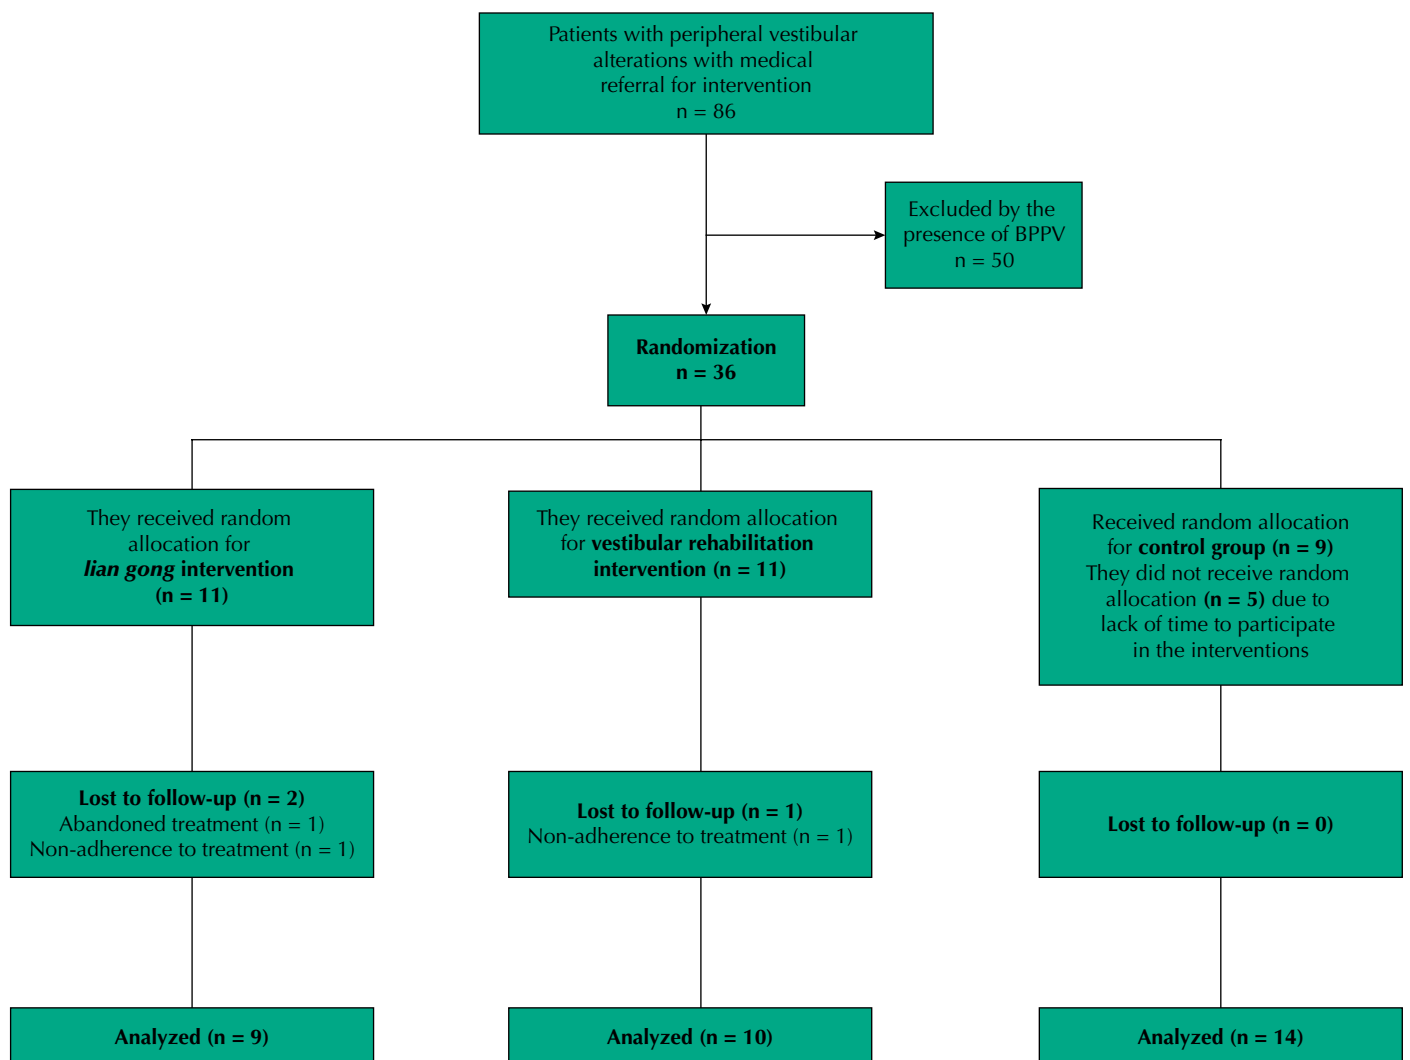 Patients with peripheral vestibular
alterations with medical
referral for intervention
n = 86
Excluded by the
presence of BPPV
n = 50
Randomization
n = 36
They received random
allocation for
lian gong intervention
(n = 11)
They received random allocation
for vestibular rehabilitation
intervention (n = 11)
Received random allocation
for control group (n = 9)
They did not receive random
allocation (n = 5) due to
lack of time to participate
in the interventions
Lost to follow-up (n = 2)
Abandoned treatment (n = 1)
Non-adherence to treatment (n = 1)
Lost to follow-up (n = 1)
Non-adherence to treatment (n = 1)
Lost to follow-up (n = 0)
Analyzed (n = 9)
Analyzed (n = 10)
Analyzed (n = 14)